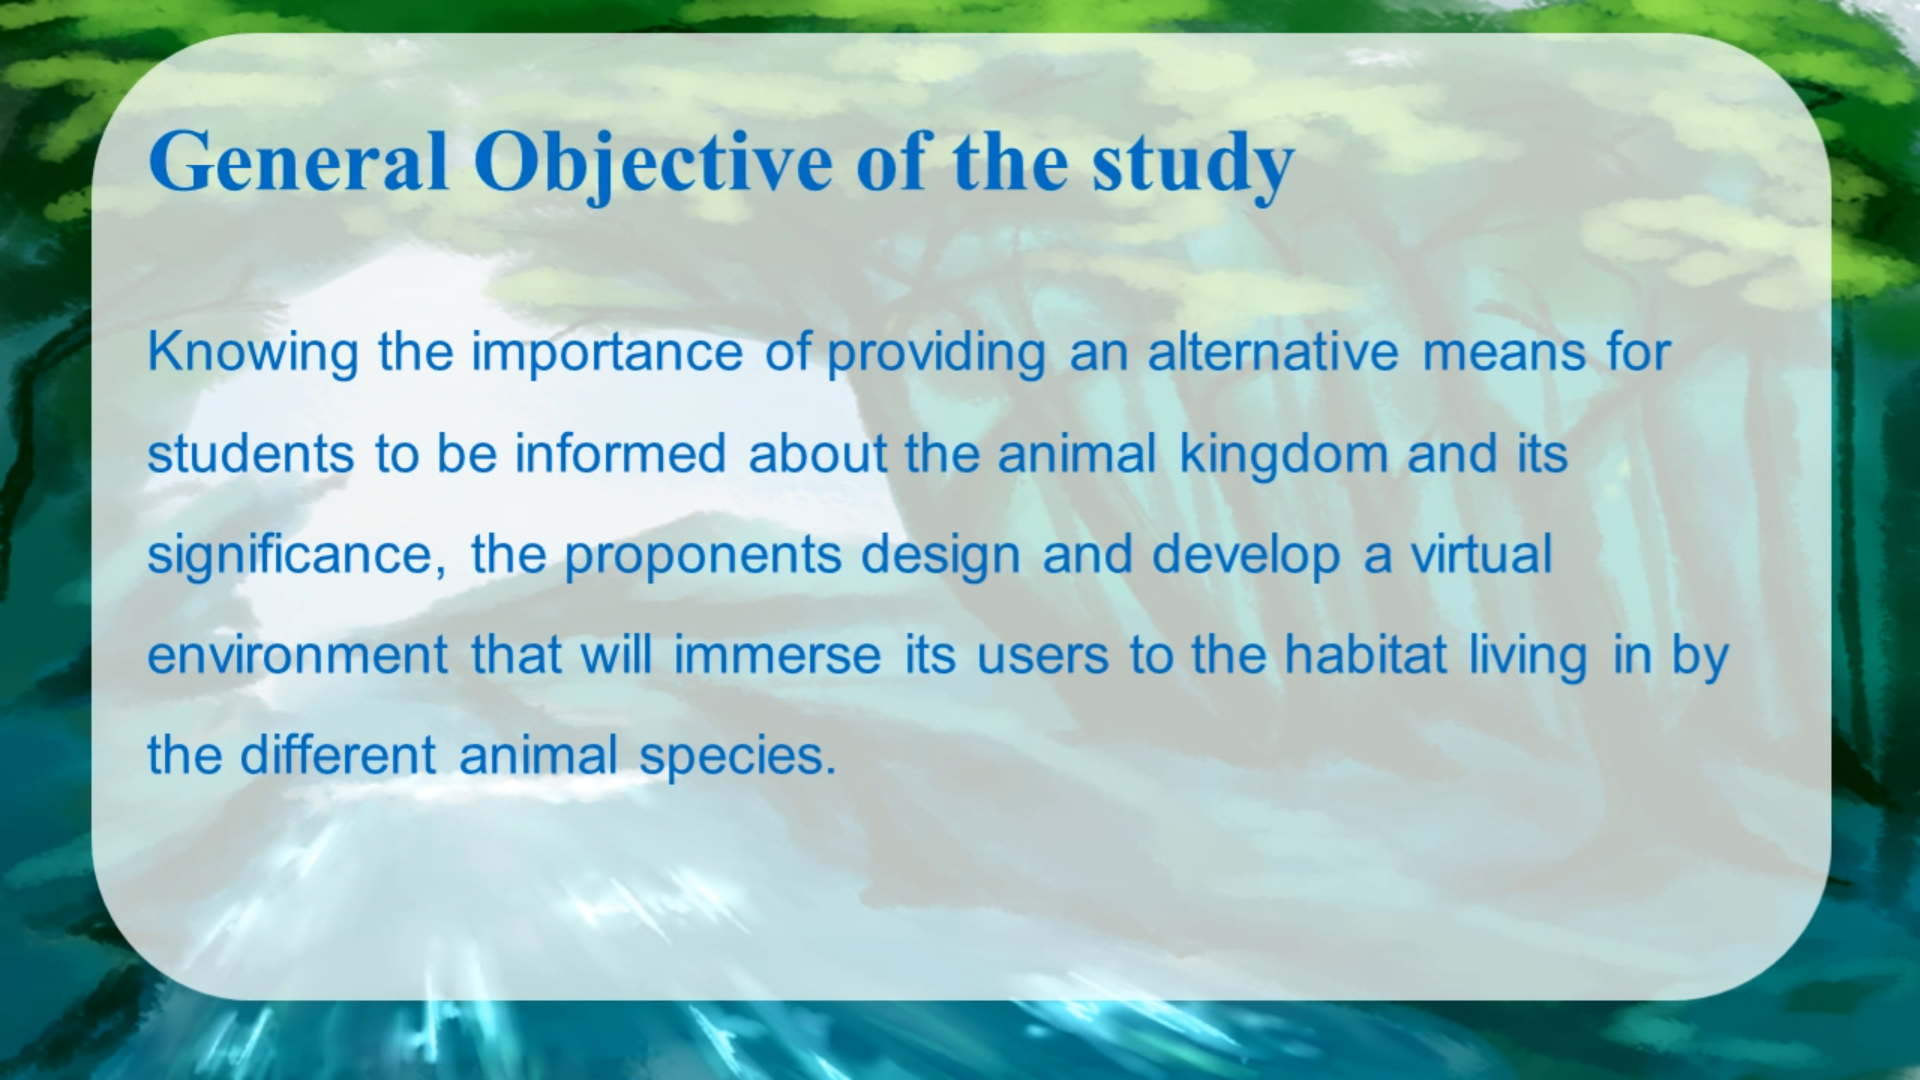 General Objective of the study
Knowing the importance of providing an alternative means for
students to be informed about the animal kingdom and its
significance, the proponents design and develop a virtual
environment that will immerse its users to the habitat living in by
the different animal species.